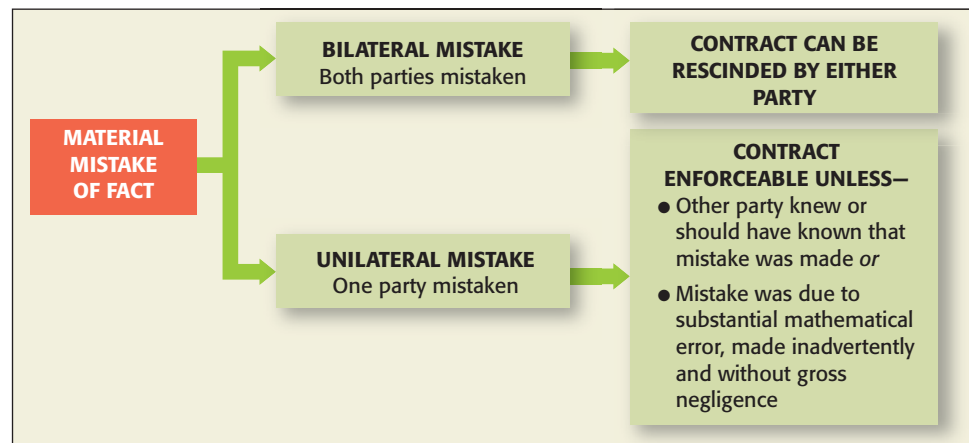 MATERIAL
MISTAKE
OF FACT
BILATERAL MISTAKE
Both parties mistaken
CONTRACT CAN BE
RESCINDED BY EITHER
PARTY
UNILATERAL MISTAKE
One party mistaken
CONTRACT
ENFORCEABLE UNLESS—
● Other party knew or
should have known that
mistake was made or
● Mistake was due to
substantial mathematical
error, made inadvertently
and without gross
negligence